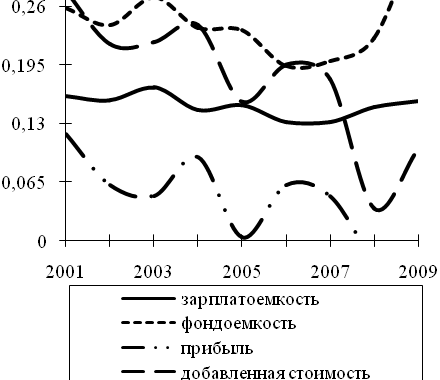 0,26
0,195
0,13
0,065
0
2001 2003 2005 2007 2009
зарплатоемкость
фондоемкость
прибыль
добавленная стоимость